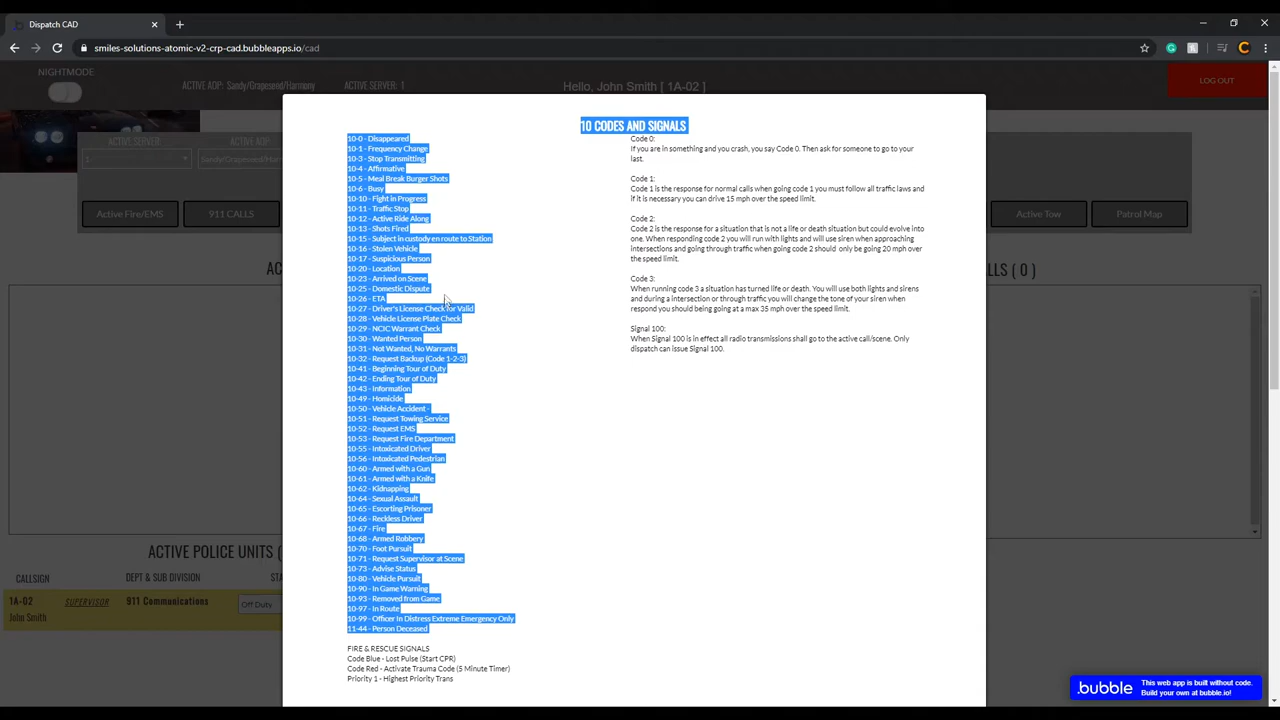 Dispatch CAD
smiles-solutions-atomic-v2-crp-cad.bubbleapps.io/cad
NIGHTMODE
ACTIVE AOP: Sandy/Grapeseed/Harmony
ACTIVE SERVER: 1
Hello, John Smith [ 1A-02 ]
LOG OUT
ACTIVE SERVER
ACTIVE AOP:
1
Sandy/Grapeseed/Harm
Active Fire/EMS
911 CALLS
Active Tow
Patrol Map
10 CODES AND SIGNALS
10-0 - Disappeared
10-1 - Frequency Change
10-3 - Stop Transmitting
10-4 - Affirmative
10-5 - Meal Break Burger Shots
10-6 - Busy
10-10 - Fight in Progress
10-11 - Traffic Stop
10-12 - Active Ride Along
10-13 - Shots Fired
10-15 - Subject in custody en route to Station
10-16 - Stolen Vehicle
10-17 - Suspicious Person
10-20 - Location
10-23 - Arrived on Scene
10-25 - Domestic Dispute
10-26 - ETA
10-27 - Driver's License Check for Valid
10-28 - Vehicle License Plate Check
10-29 - NCIC Warrant Check
10-30 - Wanted Person
10-31 - Not Wanted, No Warrants
10-32 - Request Backup (Code 1-2-3)
10-41 - Beginning Tour of Duty
10-42 - Ending Tour of Duty
10-43 - Information
10-49 - Homicide
10-50 - Vehicle Accident -
10-51 - Request Towing Service
10-52 - Request EMS
10-53 - Request Fire Department
10-55 - Intoxicated Driver
10-56 - Intoxicated Pedestrian
10-60 - Armed with a Gun
10-61 - Armed with a Knife
10-62 - Kidnapping
10-64 - Sexual Assault
10-65 - Escorting Prisoner
10-66 - Reckless Driver
10-67 - Fire
10-68 - Armed Robbery
10-70 - Foot Pursuit
10-71 - Request Supervisor at Scene
10-73 - Advise Status
10-80 - Vehicle Pursuit
10-90 - In Game Warning
10-93 - Removed from Game
10-97 - In Route
10-99 - Officer In Distress Extreme Emergency Only
11-44 - Person Deceased
FIRE & RESCUE SIGNALS
Code Blue - Lost Pulse (Start CPR)
Code Red - Activate Trauma Code (5 Minute Timer)
Priority 1 - Highest Priority Trans
Code 0:
If you are in something and you crash, you say Code 0. Then ask for someone to go to your
last.
Code 1:
Code 1 is the response for normal calls when going code 1 you must follow all traffic laws and
if it is necessary you can drive 15 mph over the speed limit.
Code 2:
Code 2 is the response for a situation that is not a life or death situation but could evolve into
one. When responding code 2 you will run with lights and will use siren when approaching
intersections and going through traffic when going code 2 should only be going 20 mph over
the speed limit.
Code 3:
When running code 3 a situation has turned life or death. You will use both lights and sirens
and during a intersection or through traffic you will change the tone of your siren when
respond you should being going at a max 35 mph over the speed limit.
Signal 100:
When Signal 100 is in effect all radio transmissions shall go to the active call/scene. Only
dispatch can issue Signal 100.
CALLS ( 0 )
ACTIVE POLICE UNITS (
CALLSIGN
DEPT & SUB DIVISION
1A-02
SUPERVISOR
911 Communications
Off Duty
John Smith
.bubble
This web app is built without code.
Build your own at bubble.io!